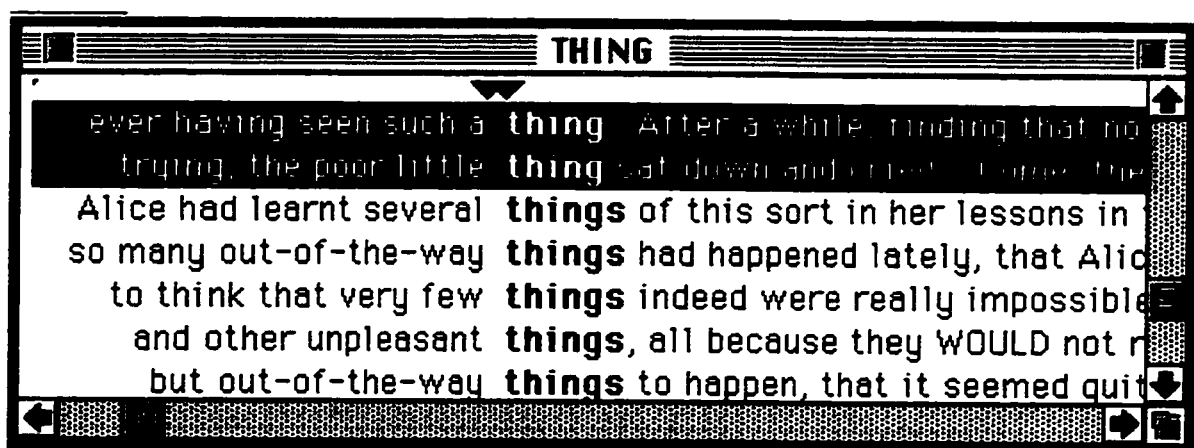 THING
ever having seen such a thing After a while, finding that no
trying, the poor little thing sat down and cried Come the
Alice had learnt several things of this sort in her lessons in
so many out-of-the-way things had happened lately, that Alic
to think that very few things indeed were really impossible
and other unpleasant things, all because they WOULD not r
but out-of-the-way things to happen, that it seemed quit